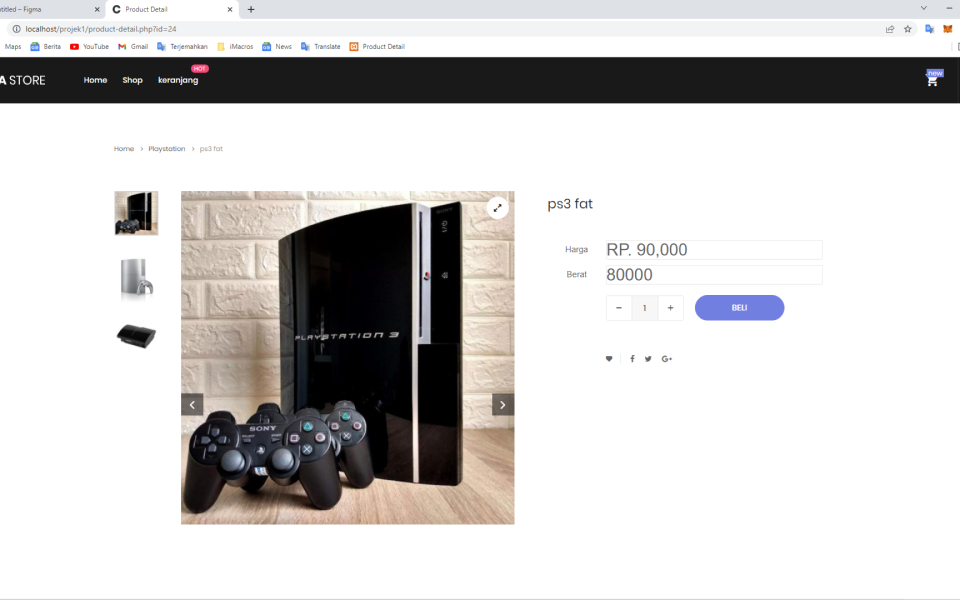 ntitled – Figma
Product Detail
localhost/projek1/product-detail.php?id=24
Maps Berita YouTube Gmail Terjemahkan iMacros News Translate Product Detail
A STORE
Home Shop keranjang HOT
new
Home > Playstation > ps3 fat
ps3 fat
Harga RP. 90,000
Berat 80000
− 1 + BELI
PLAYSTATION 3
SONY